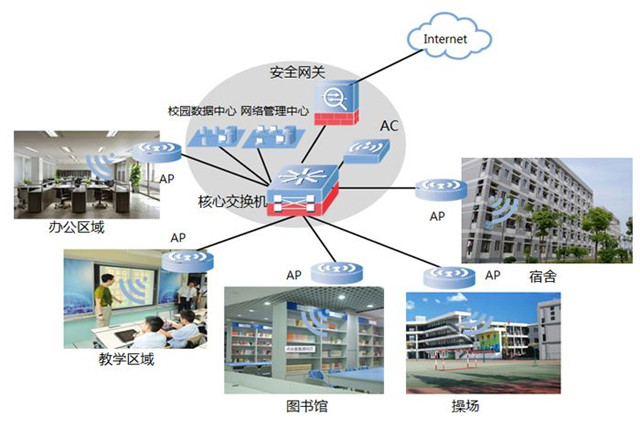 Internet
安全网关
校园数据中心
网络管理中心
AC
AP
核心交换机
AP
办公区域
AP
AP
AP
宿舍
教学区域
图书馆
操场